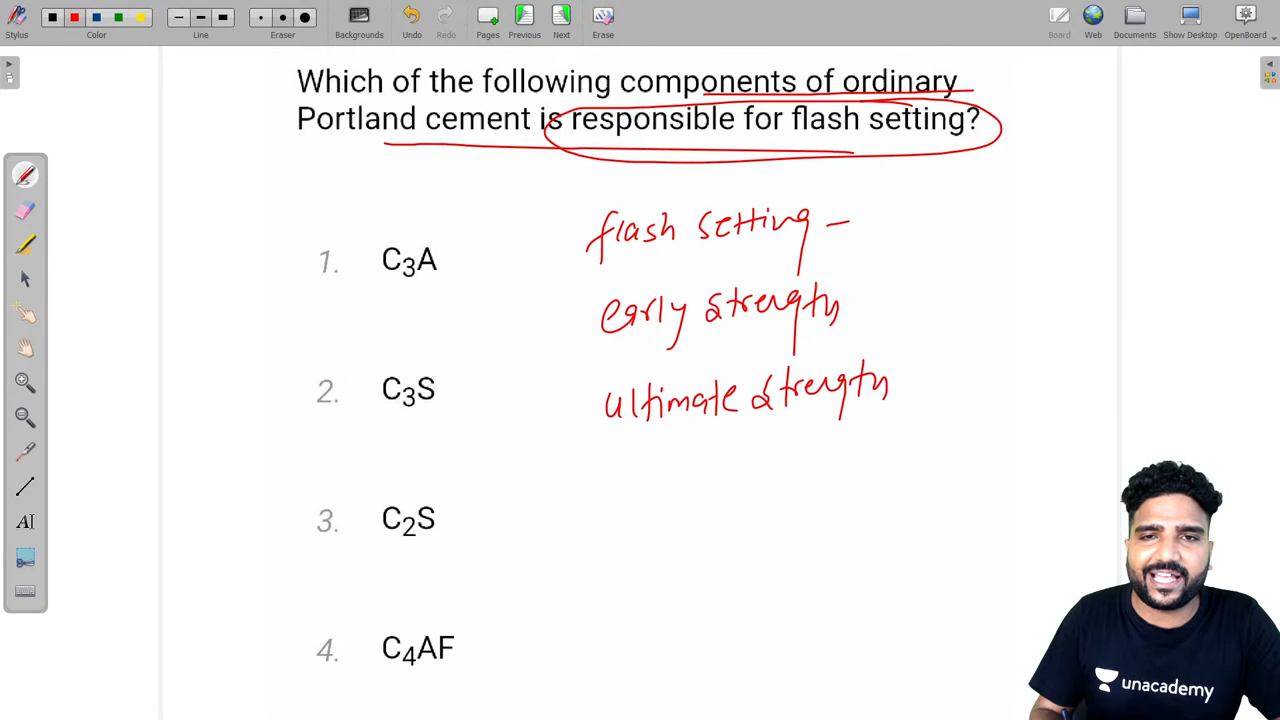 Stylus
Color
Line
Eraser
Backgrounds
Undo
Redo
Pages
Previous
Next
Erase
Board
Web
Documents
Show Desktop
OpenBoard
Which of the following components of ordinary
Portland cement is responsible for flash setting?
flash setting -
1. C₃A
early strength
2. C₃S
ultimate strength
3. C₂S
4. C₄AF
AI
unacademy